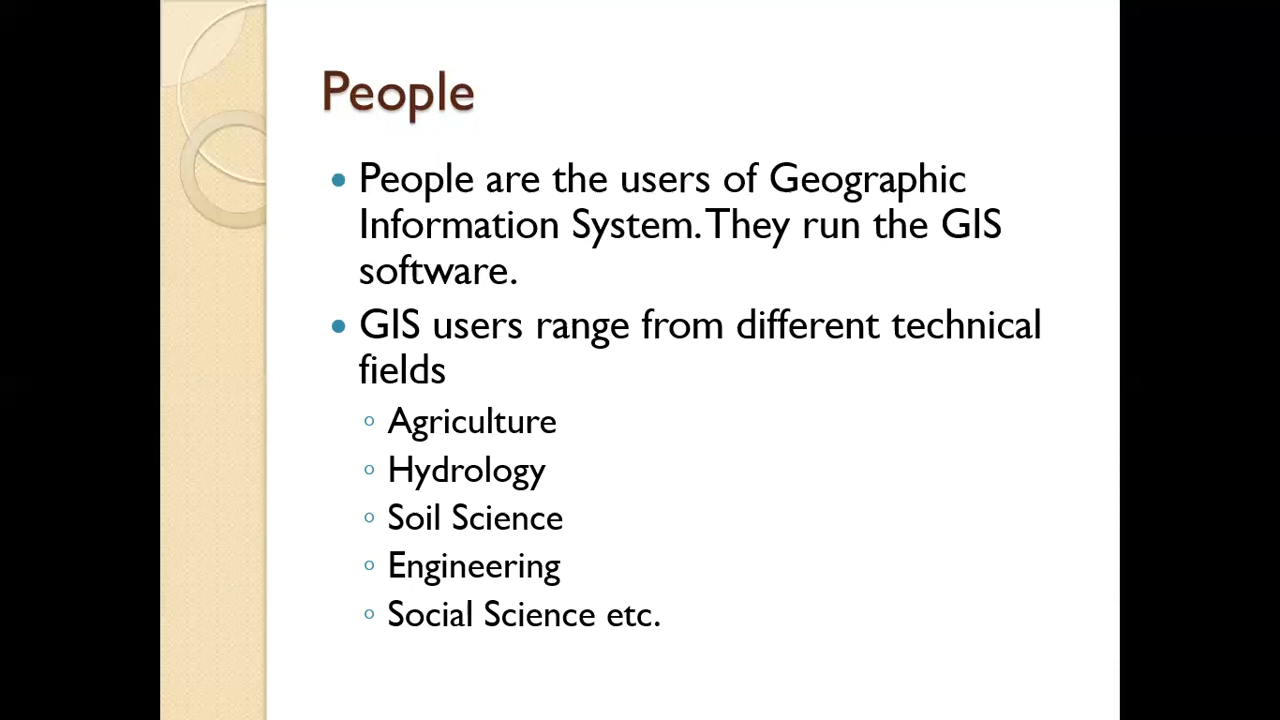 People
• People are the users of Geographic
Information System. They run the GIS
software.
• GIS users range from different technical
fields
◦ Agriculture
◦ Hydrology
◦ Soil Science
◦ Engineering
◦ Social Science etc.